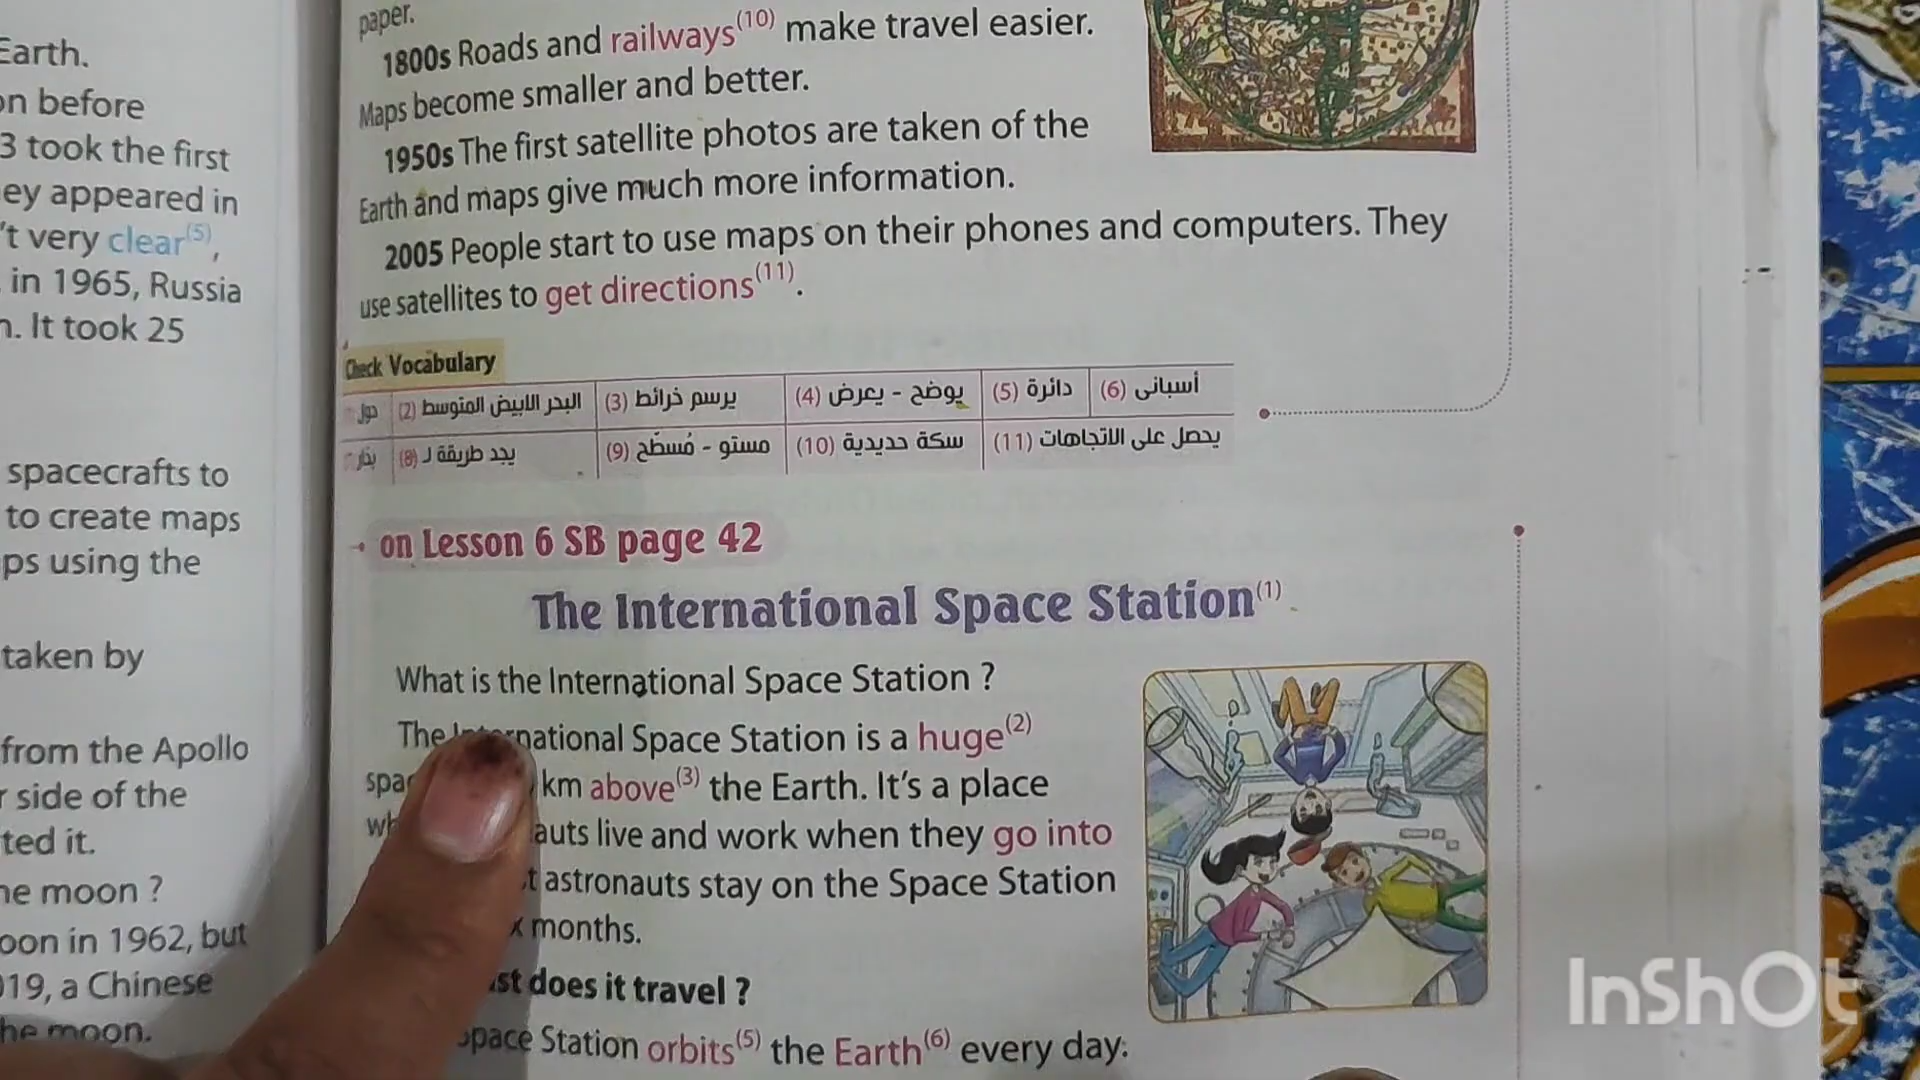 Earth.
on before
3 took the first
ey appeared in
't very clear(5),
in 1965, Russia
n. It took 25
spacecrafts to
to create maps
ps using the
taken by
from the Apollo
r side of the
ted it.
he moon ?
oon in 1962, but
019, a Chinese
he moon.
paper.
1800s Roads and railways(10) make travel easier.
Maps become smaller and better.
1950s The first satellite photos are taken of the
Earth and maps give much more information.
2005 People start to use maps on their phones and computers. They
use satellites to get directions(11).
Check Vocabulary
دول (2) البحر الابيض المتوسط (3) يرسم خرائط (4) يوضح - يعرض (5) دائرة (6) أسبانى
بخار (8) يجد طريقة لـ (9) مستو - مُسطّح (10) سكة حديدية (11) يحصل على الاتجاهات
on Lesson 6 SB page 42
The International Space Station(1)
What is the International Space Station ?
The International Space Station is a huge(2)
spac km above(3) the Earth. It's a place
wh auts live and work when they go into
t astronauts stay on the Space Station
x months.
st does it travel ?
pace Station orbits(5) the Earth(6) every day.
InShOt